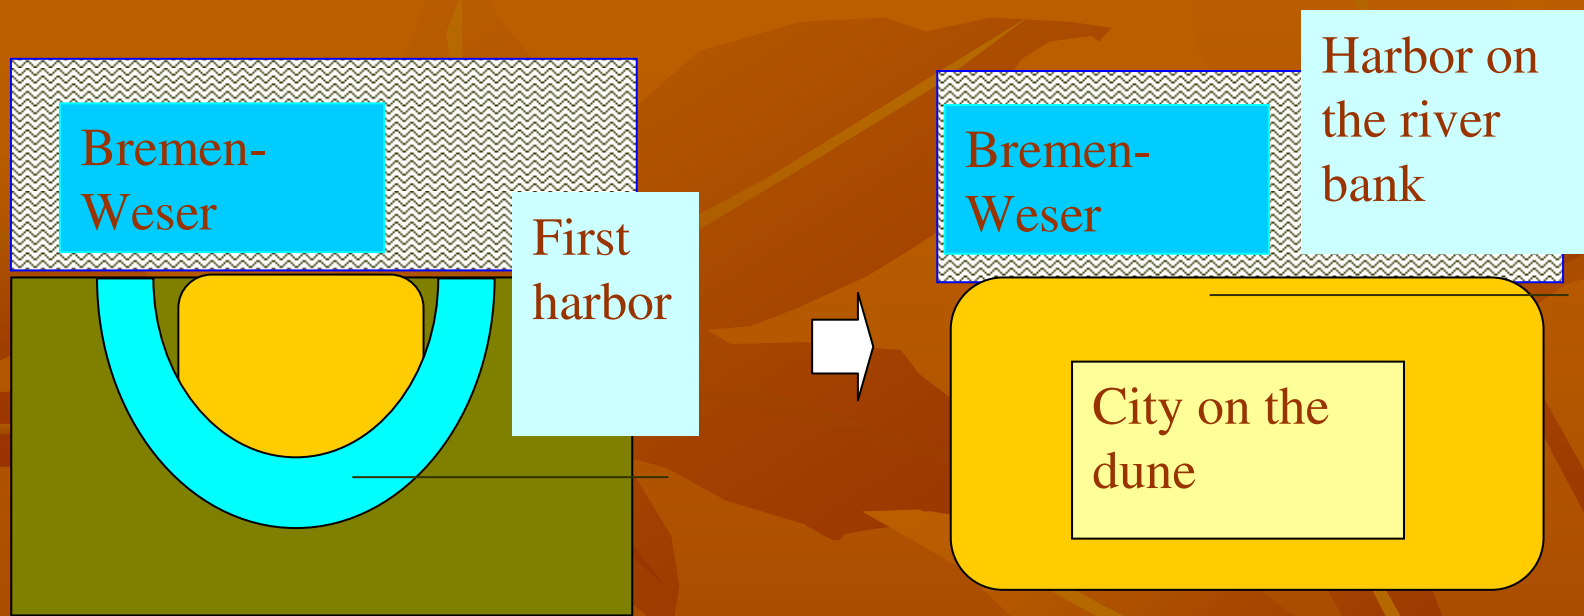 Bremen-
Weser
First
harbor
Bremen-
Weser
Harbor on
the river
bank
City on the
dune